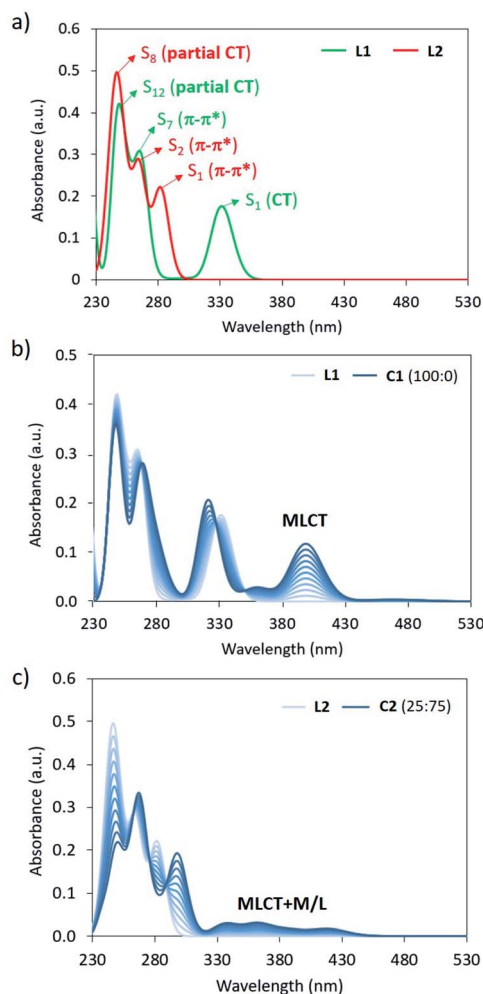 a)
0.6
0.5
0.4
0.3
0.2
0.1
0
Absorbance (a.u.)
L1 L2
S8 (partial CT)
S12 (partial CT)
S7 (π-π*)
S2 (π-π*)
S1 (π-π*)
S1 (CT)
230 280 330 380 430 480 530
Wavelength (nm)
b)
0.5
0.4
0.3
0.2
0.1
0.0
Absorbance (a.u.)
L1 C1 (100:0)
MLCT
230 280 330 380 430 480 530
Wavelength (nm)
c)
0.6
0.5
0.4
0.3
0.2
0.1
0.0
Absorbance (a.u.)
L2 C2 (25:75)
MLCT+M/L
230 280 330 380 430 480 530
Wavelength (nm)